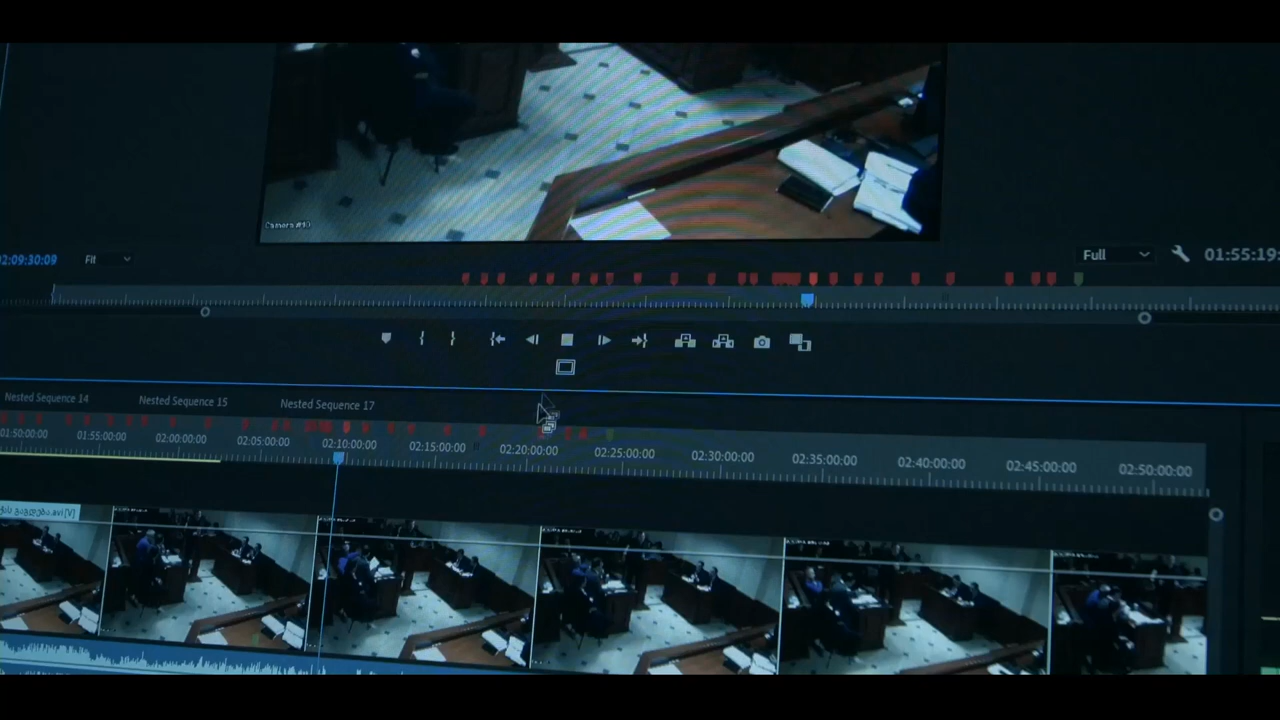 Camera #10
02:09:30:09
Fit
Full
01:55:19
Nested Sequence 14
Nested Sequence 15
Nested Sequence 17
01:50:00:00
01:55:00:00
02:00:00:00
02:05:00:00
02:10:00:00
02:15:00:00
02:20:00:00
02:25:00:00
02:30:00:00
02:35:00:00
02:40:00:00
02:45:00:00
02:50:00:00
გაგდება.avi [V]